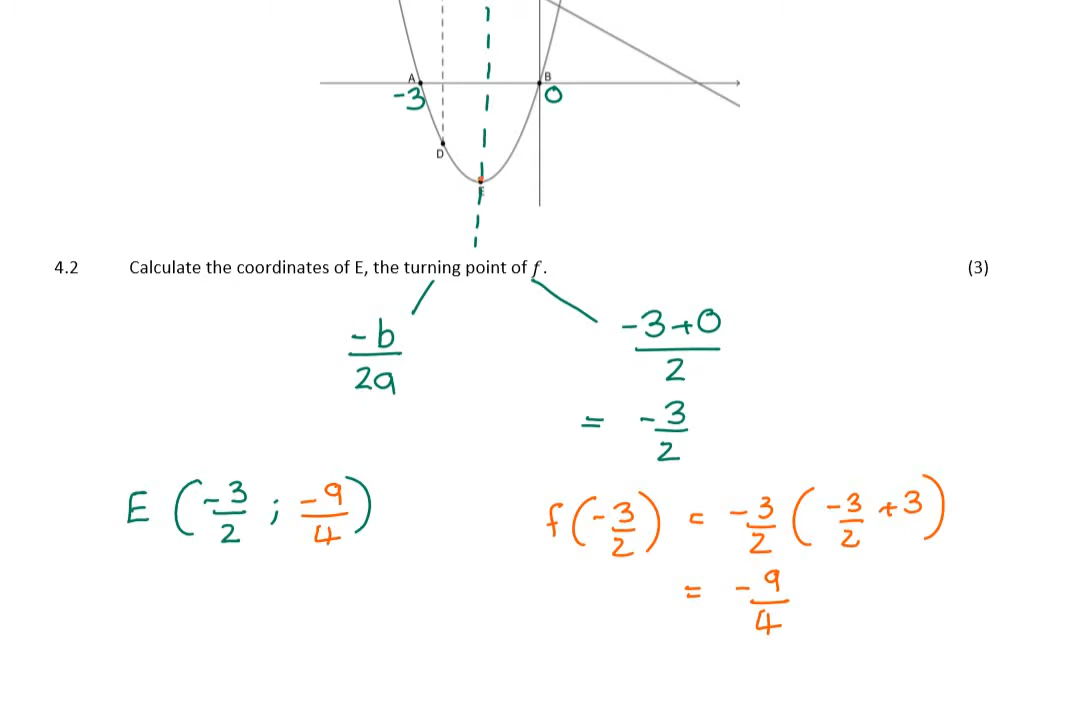 A B
-3 0
D
E
4.2 Calculate the coordinates of E, the turning point of f. (3)
-b/2a
-3+0/2
= -3/2
E (-3/2 ; -9/4)
f(-3/2) = -3/2 (-3/2 +3)
= -9/4